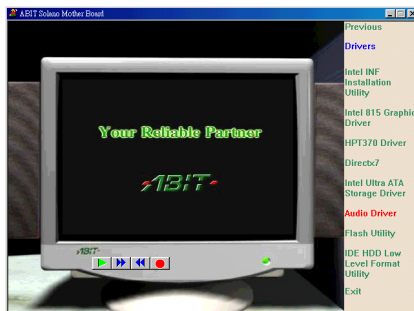 ABIT Solano Mother Board
Previous
Drivers
Intel INF
Installation
Utility
Intel 815 Graphic
Driver
HPT370 Driver
Directx7
Intel Ultra ATA
Storage Driver
Audio Driver
Flash Utility
IDE HDD Low
Level Format
Utility
Exit
Your Reliable Partner
ABIT
ABIT